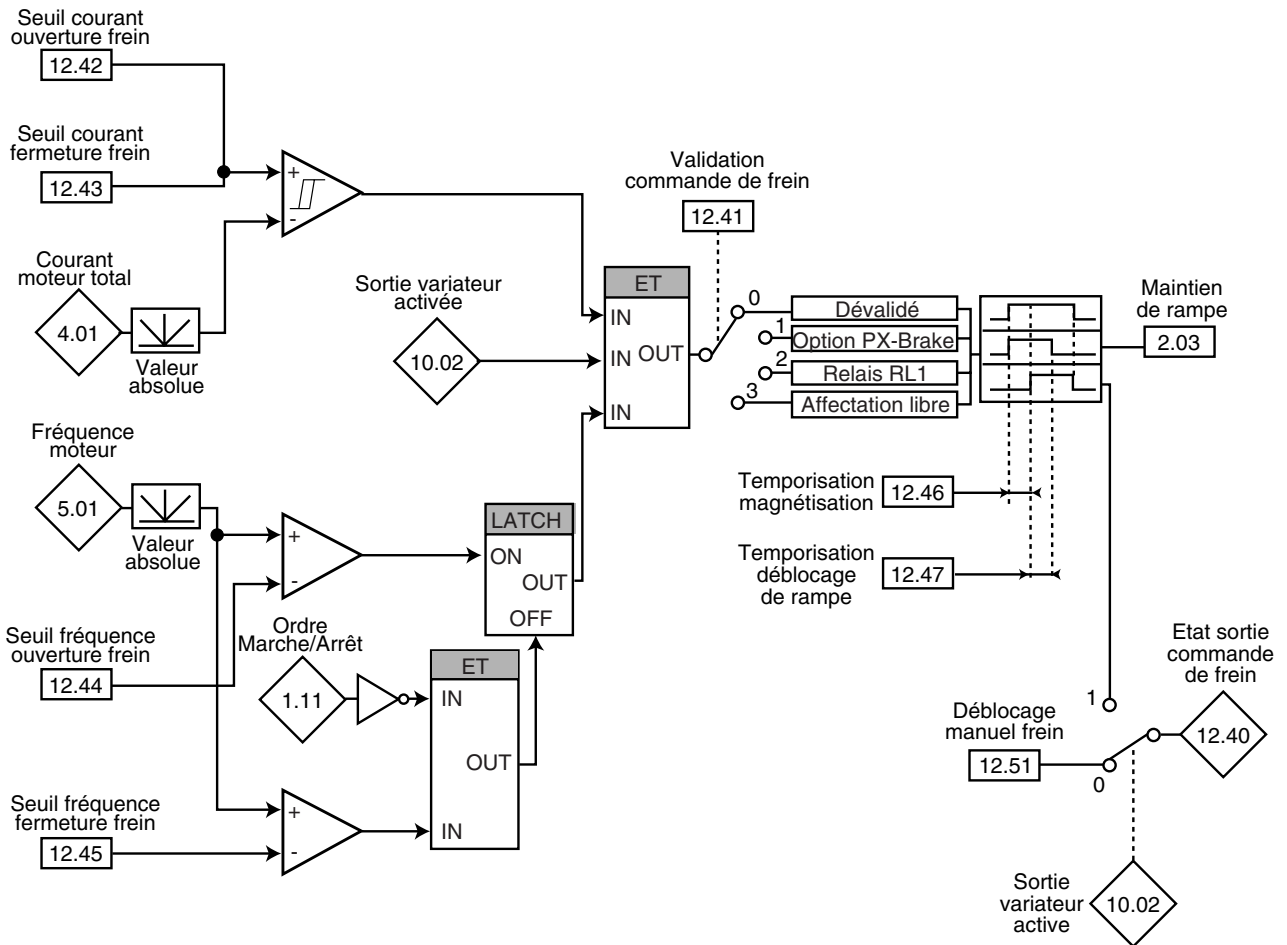 Seuil courant
ouverture frein
12.42
Seuil courant
fermeture frein
12.43
+
-
Courant
moteur total
4.01
Valeur
absolue
Sortie variateur
activée
10.02
Validation
commande de frein
12.41
ET
IN
IN
OUT
IN
0
Dévalidé
1
Option PX-Brake
2
Relais RL1
3
Affectation libre
Maintien
de rampe
2.03
Fréquence
moteur
5.01
Valeur
absolue
+
-
LATCH
ON
OUT
OFF
Temporisation
magnétisation
12.46
Temporisation
déblocage
de rampe
12.47
Seuil fréquence
ouverture frein
12.44
Ordre
Marche/Arrêt
1.11
ET
IN
OUT
IN
Seuil fréquence
fermeture frein
12.45
+
-
Etat sortie
commande
de frein
12.40
1
Déblocage
manuel frein
12.51
0
Sortie
variateur
active
10.02